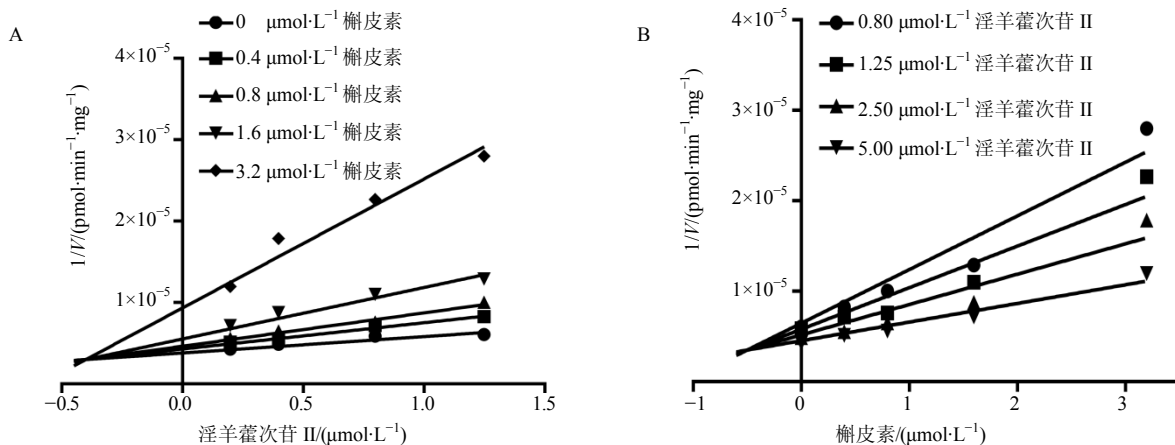 A
0 μmol·L⁻¹ 槲皮素
0.4 μmol·L⁻¹ 槲皮素
0.8 μmol·L⁻¹ 槲皮素
1.6 μmol·L⁻¹ 槲皮素
3.2 μmol·L⁻¹ 槲皮素
4×10⁻⁵
3×10⁻⁵
2×10⁻⁵
1×10⁻⁵
1/V/(pmol·min⁻¹·mg⁻¹)
−0.5 0.0 0.5 1.0 1.5
淫羊藿次苷 II/(μmol·L⁻¹)
B
0.80 μmol·L⁻¹ 淫羊藿次苷 II
1.25 μmol·L⁻¹ 淫羊藿次苷 II
2.50 μmol·L⁻¹ 淫羊藿次苷 II
5.00 μmol·L⁻¹ 淫羊藿次苷 II
4×10⁻⁵
3×10⁻⁵
2×10⁻⁵
1×10⁻⁵
1/V/(pmol·min⁻¹·mg⁻¹)
−1 0 1 2 3
槲皮素/(μmol·L⁻¹)